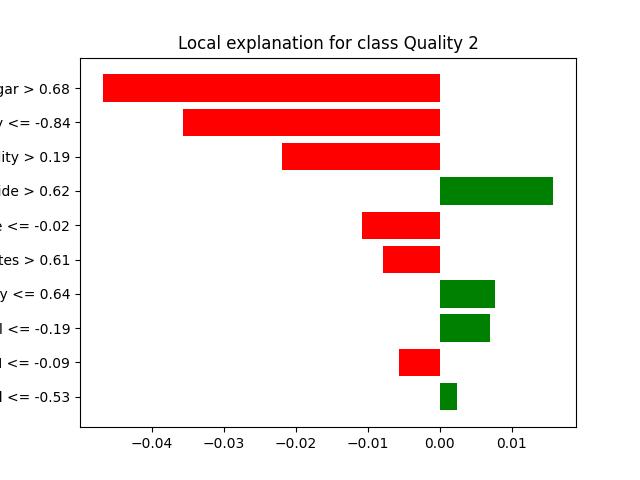 Local explanation for class Quality 2
gar > 0.68
<= -0.84
lity > 0.19
ide > 0.62
<= -0.02
tes > 0.61
y <= 0.64
l <= -0.19
<= -0.09
l <= -0.53
−0.04 −0.03 −0.02 −0.01 0.00 0.01